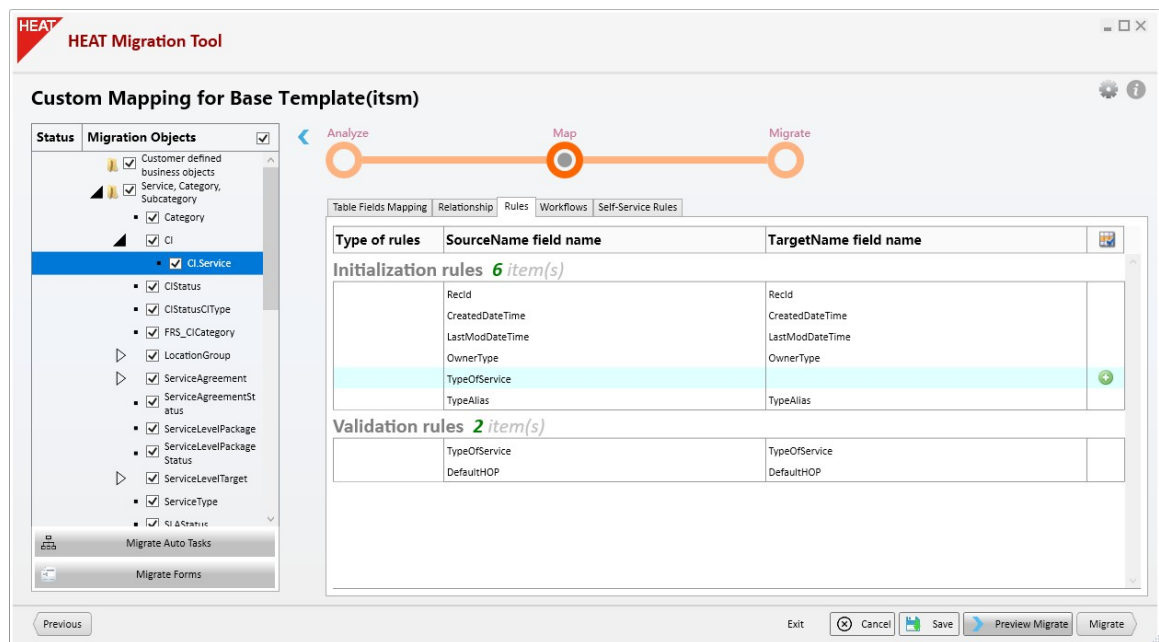 HEAT
HEAT Migration Tool
Custom Mapping for Base Template(itsm)
Status Migration Objects
Customer defined
business objects
Service, Category,
Subcategory
Category
CI
CI.Service
CIStatus
CIStatusCIType
FRS_CICategory
LocationGroup
ServiceAgreement
ServiceAgreementSt
atus
ServiceLevelPackage
ServiceLevelPackage
Status
ServiceLevelTarget
ServiceType
SLAStatus
Migrate Auto Tasks
Migrate Forms
Analyze Map Migrate
Table Fields Mapping Relationship Rules Workflows Self-Service Rules
Type of rules SourceName field name TargetName field name
Initialization rules 6 item(s)
RecId RecId
CreatedDateTime CreatedDateTime
LastModDateTime LastModDateTime
OwnerType OwnerType
TypeOfService
TypeAlias TypeAlias
Validation rules 2 item(s)
TypeOfService TypeOfService
DefaultHOP DefaultHOP
Previous Exit Cancel Save Preview Migrate Migrate